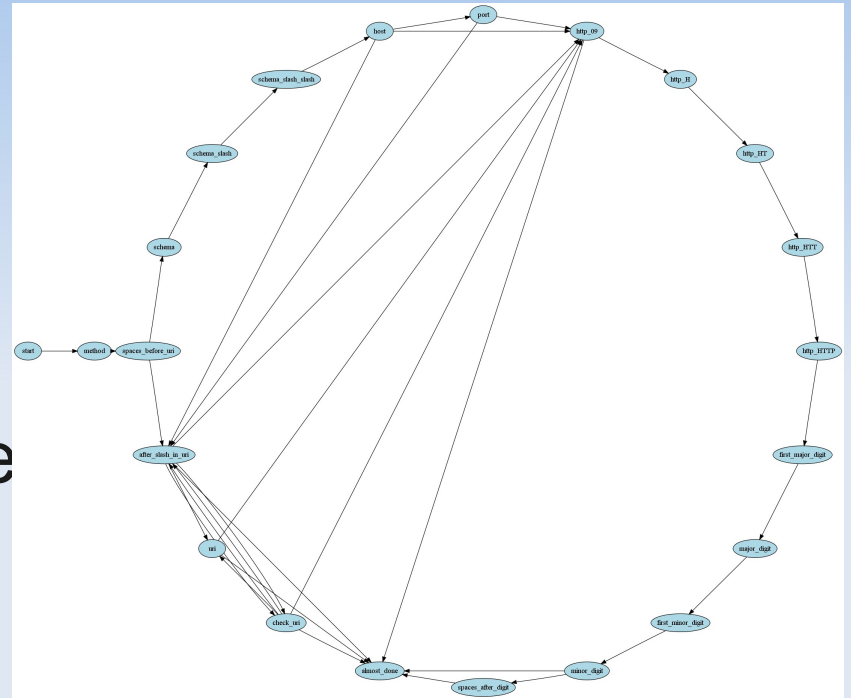 port
host
http_09
schema_slash_slash
http_H
schema_slash
http_HT
schema
http_HTT
start
method
spaces_before_uri
http_HTTP
after_slash_in_uri
first_major_digit
e
uri
major_digit
check_uri
first_minor_digit
almost_done
minor_digit
spaces_after_digit